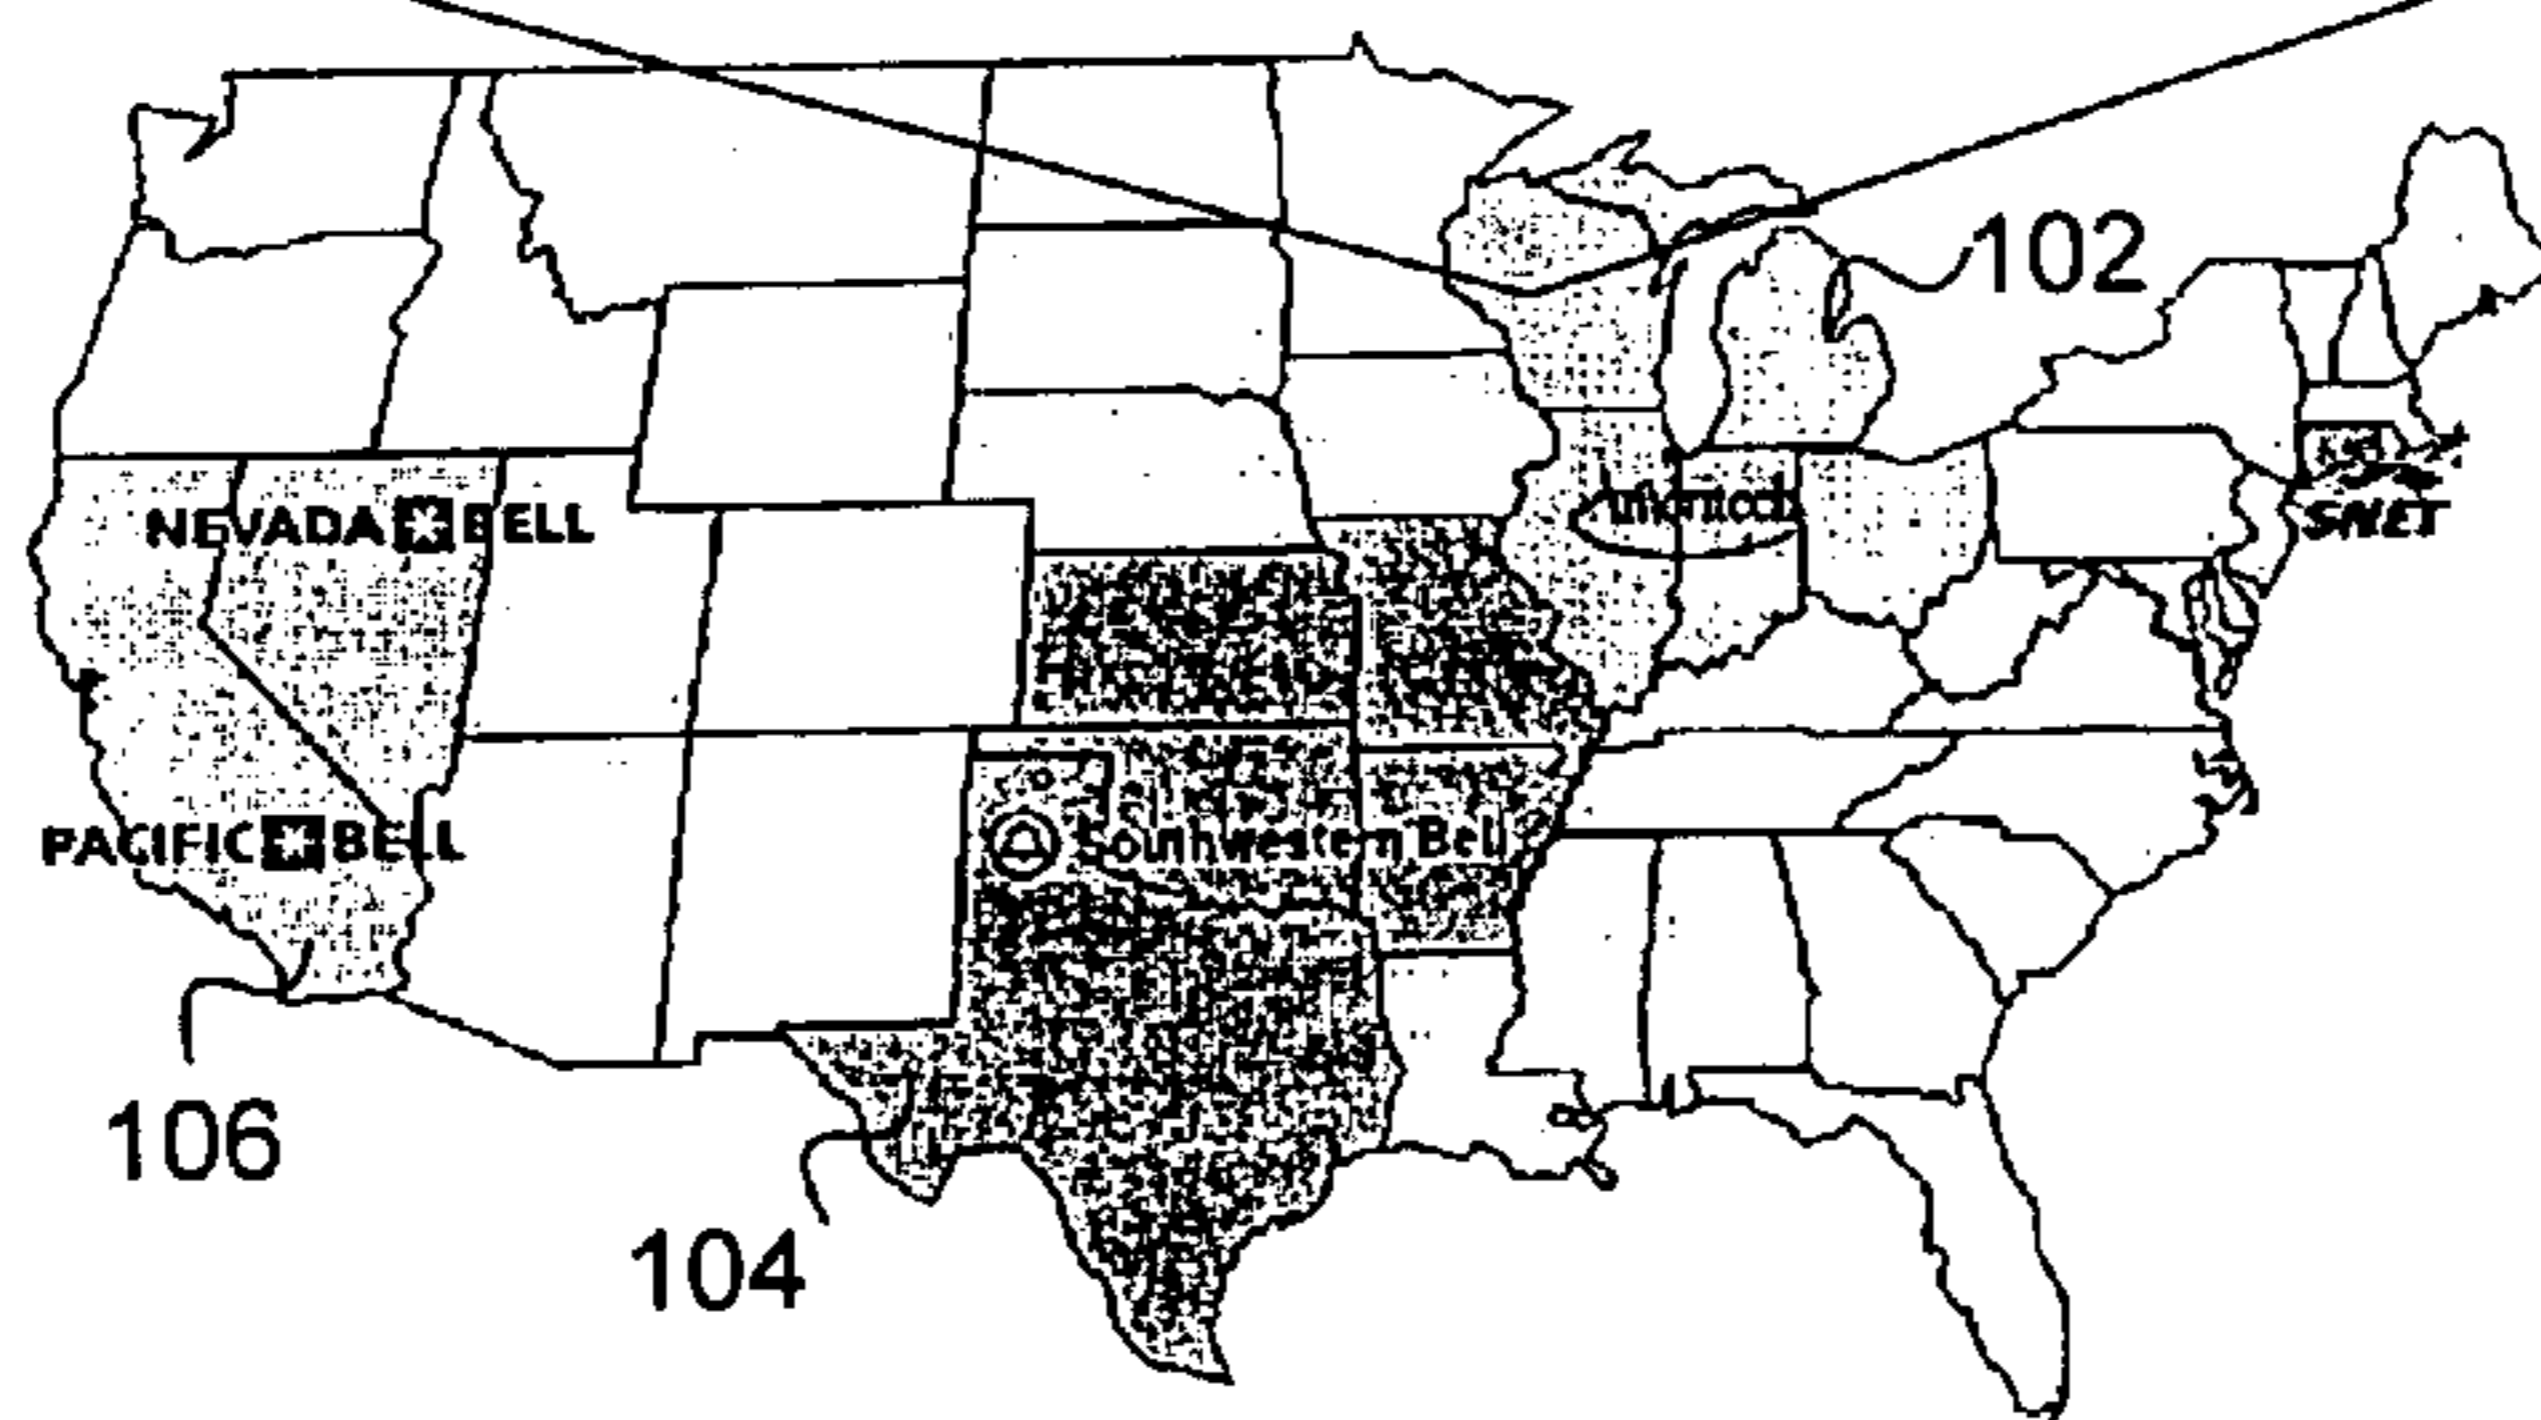 102
NEVADA BELL
SNET
PACIFIC BELL
Southwestern Bell
106
104